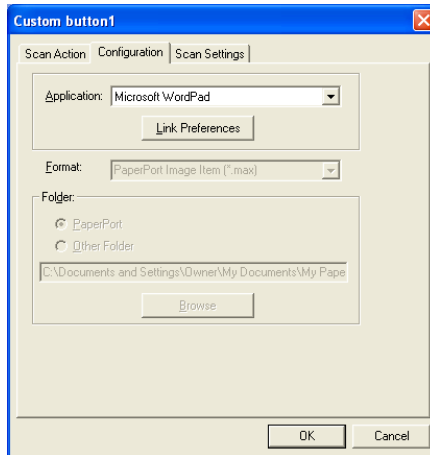 Custom button1
Scan Action Configuration Scan Settings
Application: Microsoft WordPad
Link Preferences
Format: PaperPort Image Item (*.max)
Folder:
PaperPort
Other Folder
C:\Documents and Settings\Owner\My Documents\My Pape
Browse
OK Cancel